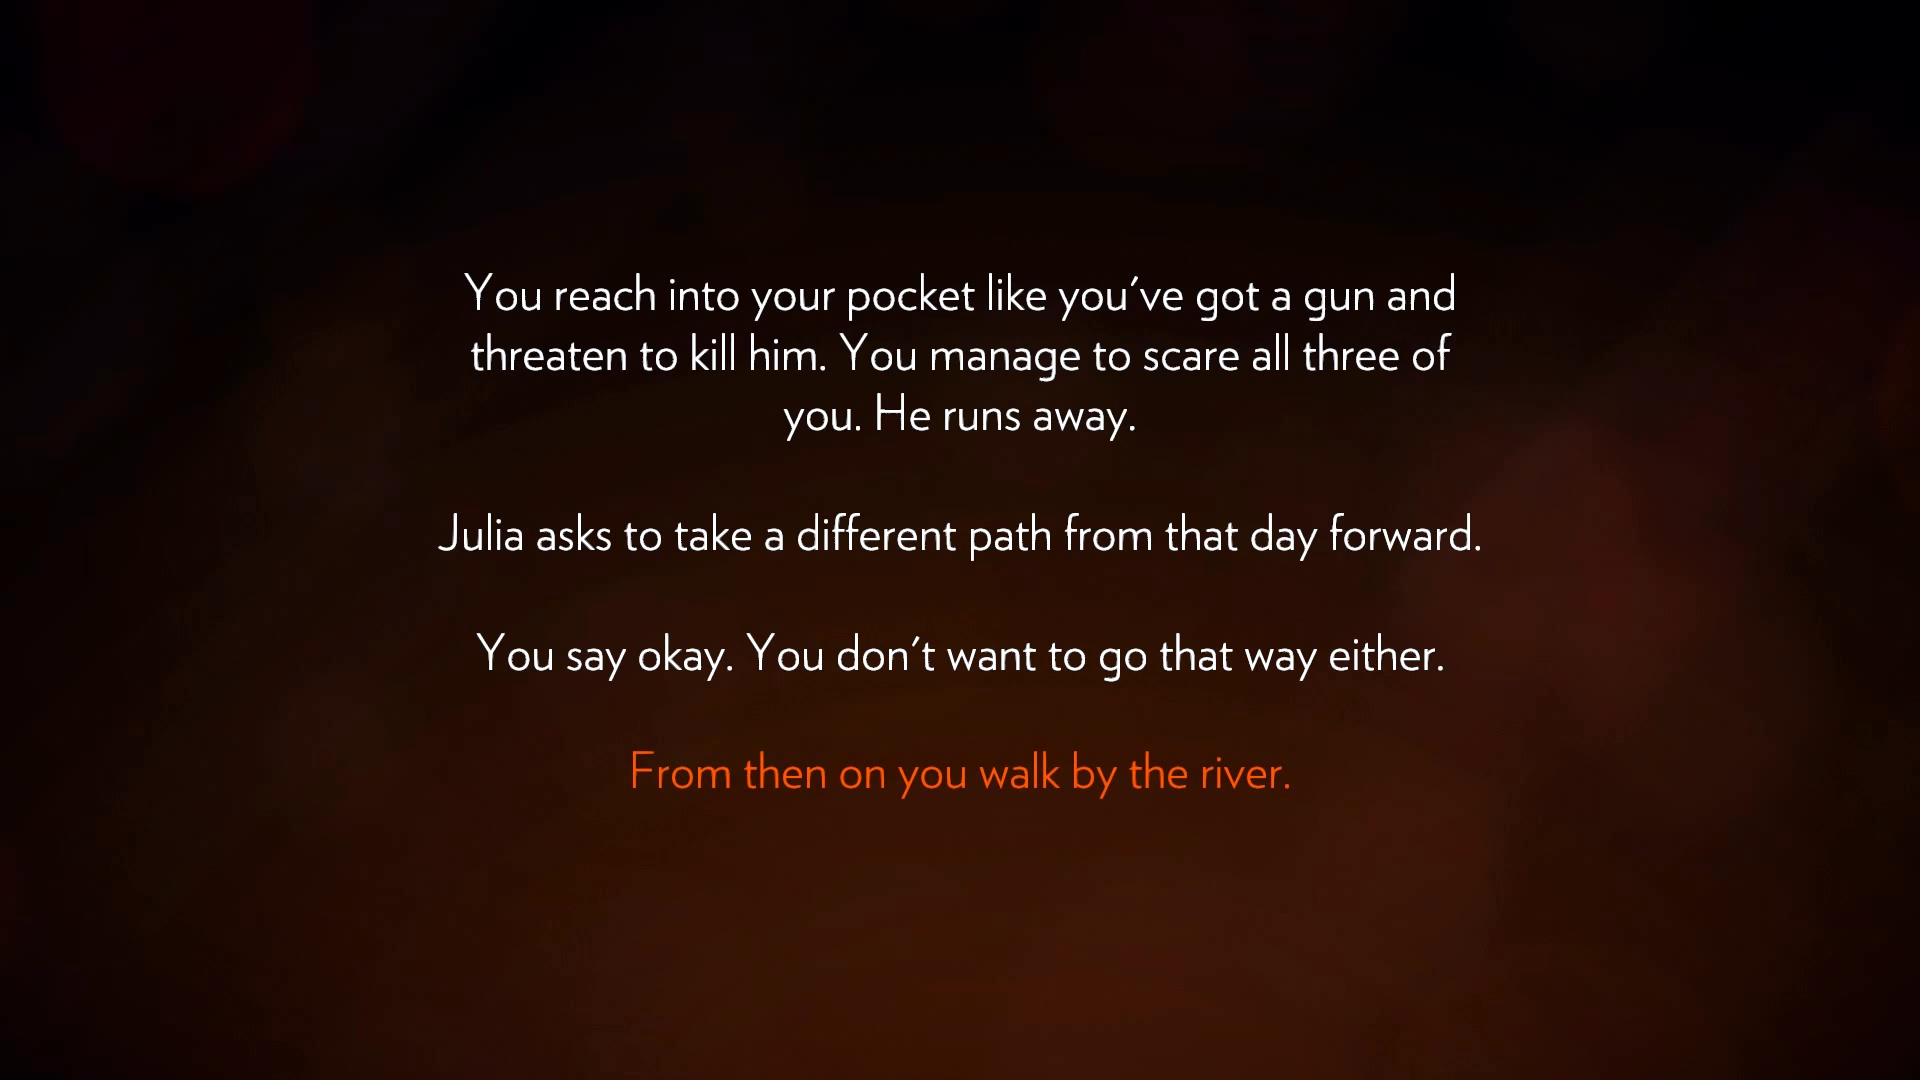 You reach into your pocket like you've got a gun and
threaten to kill him. You manage to scare all three of
you. He runs away.
Julia asks to take a different path from that day forward.
You say okay. You don't want to go that way either.
From then on you walk by the river.